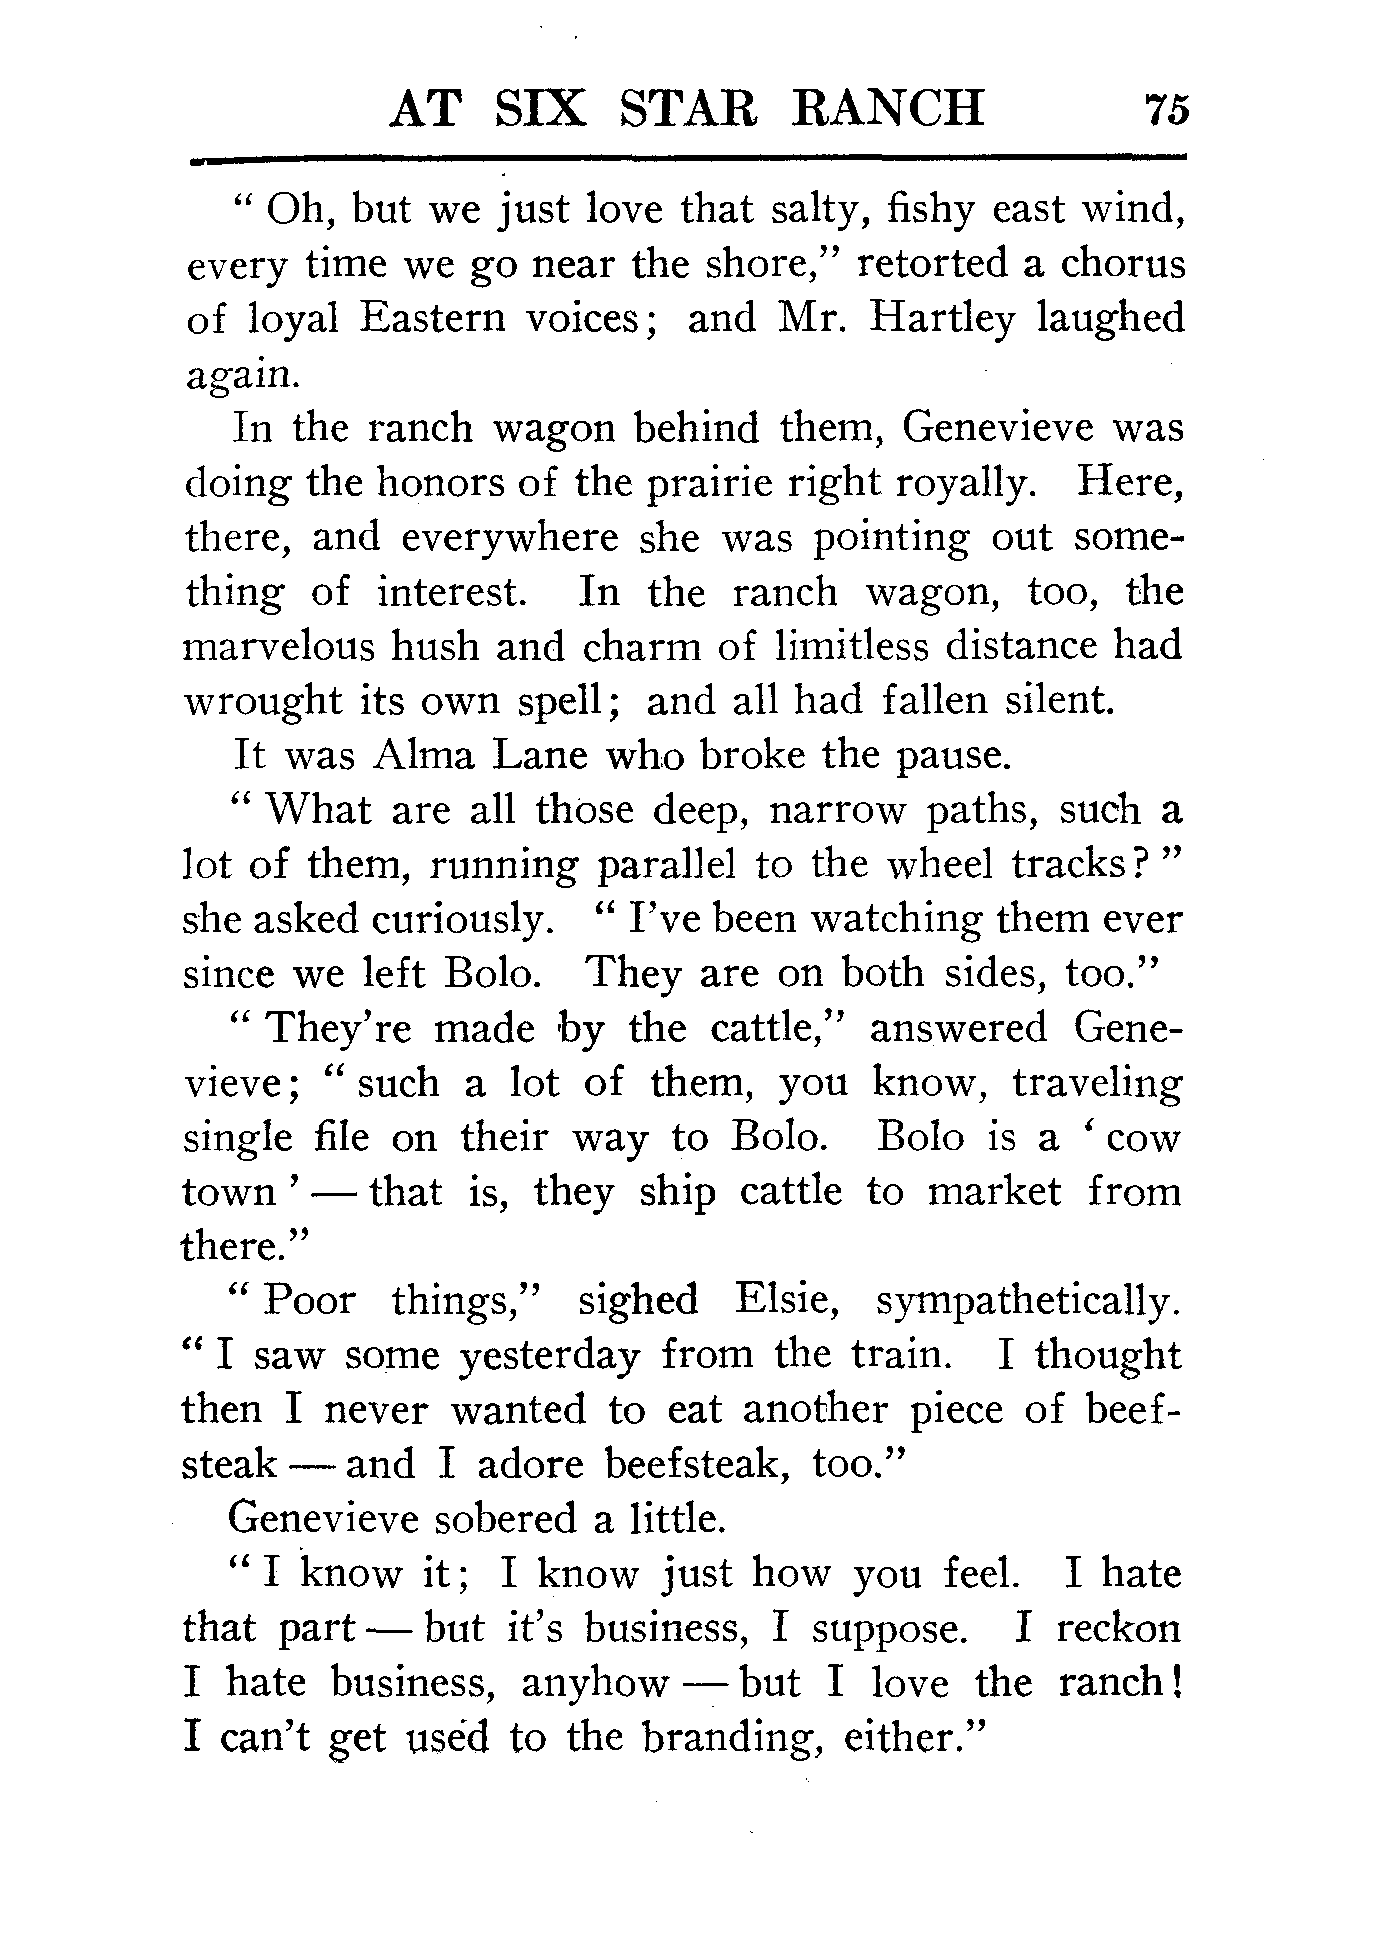 AT SIX STAR RANCH 75
" Oh, but we just love that salty, fishy east wind,
every time we go near the shore," retorted a chorus
of loyal Eastern voices; and Mr. Hartley laughed
again.
In the ranch wagon behind them, Genevieve was
doing the honors of the prairie right royally. Here,
there, and everywhere she was pointing out some-
thing of interest. In the ranch wagon, too, the
marvelous hush and charm of limitless distance had
wrought its own spell; and all had fallen silent.
It was Alma Lane who broke the pause.
" What are all those deep, narrow paths, such a
lot of them, running parallel to the wheel tracks? "
she asked curiously. " I've been watching them ever
since we left Bolo. They are on both sides, too."
" They're made by the cattle," answered Gene-
vieve; " such a lot of them, you know, traveling
single file on their way to Bolo. Bolo is a ' cow
town ' — that is, they ship cattle to market from
there."
" Poor things," sighed Elsie, sympathetically.
" I saw some yesterday from the train. I thought
then I never wanted to eat another piece of beef-
steak — and I adore beefsteak, too."
Genevieve sobered a little.
" I know it; I know just how you feel. I hate
that part — but it's business, I suppose. I reckon
I hate business, anyhow — but I love the ranch!
I can't get used to the branding, either."